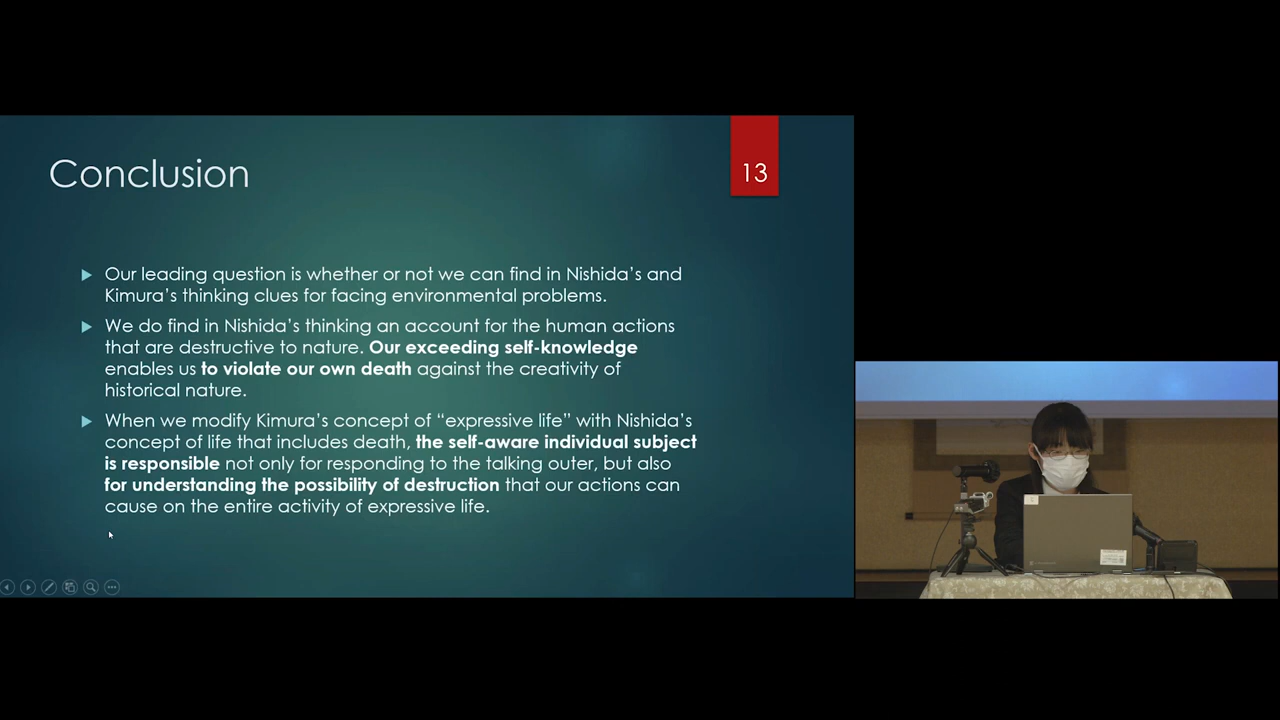 Conclusion
13
Our leading question is whether or not we can find in Nishida's and
Kimura's thinking clues for facing environmental problems.
We do find in Nishida's thinking an account for the human actions
that are destructive to nature. Our exceeding self-knowledge
enables us to violate our own death against the creativity of
historical nature.
When we modify Kimura's concept of “expressive life” with Nishida's
concept of life that includes death, the self-aware individual subject
is responsible not only for responding to the talking outer, but also
for understanding the possibility of destruction that our actions can
cause on the entire activity of expressive life.